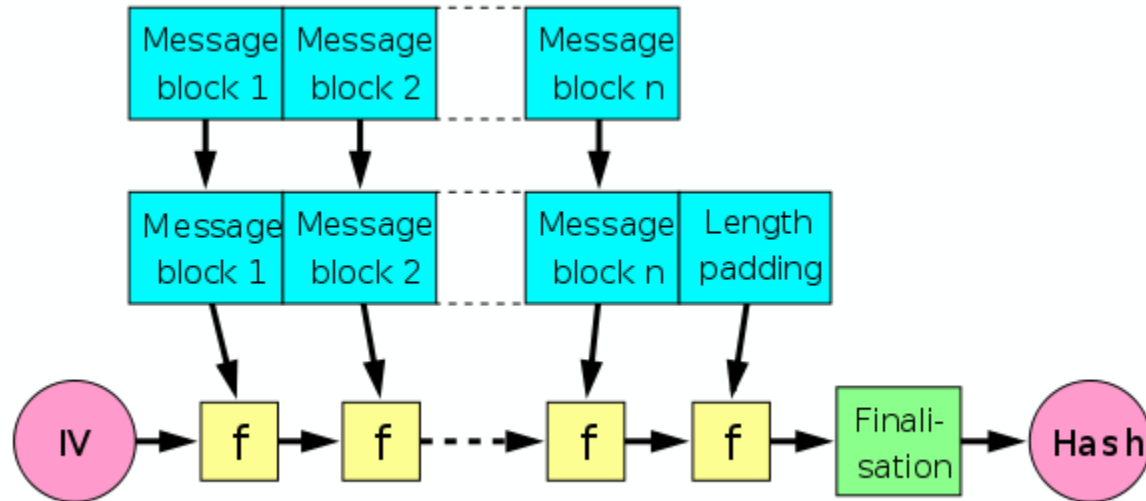 Message Message Message
block 1 block 2 block n
Message Message Message Length
block 1 block 2 block n padding
IV f f f f Finali- Hash
sation